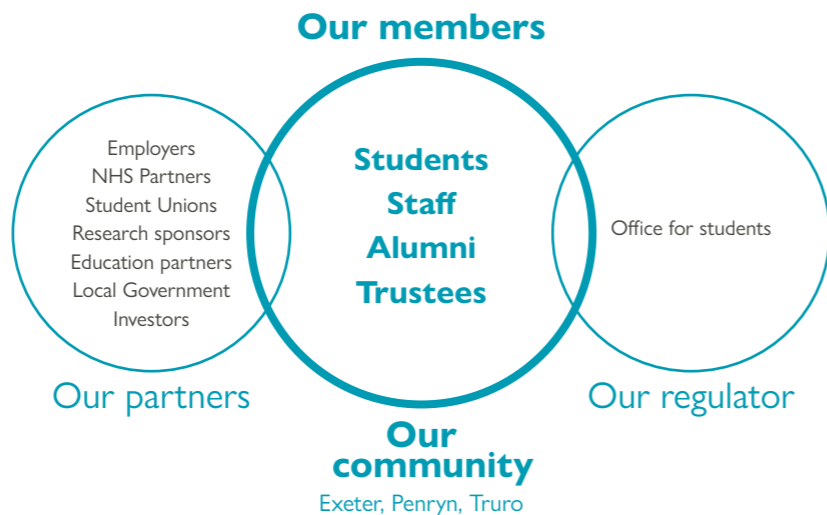 Our members
Employers
NHS Partners
Student Unions
Research sponsors
Education partners
Local Government
Investors
Our partners
Students
Staff
Alumni
Trustees
Office for students
Our regulator
Our
community
Exeter, Penryn, Truro